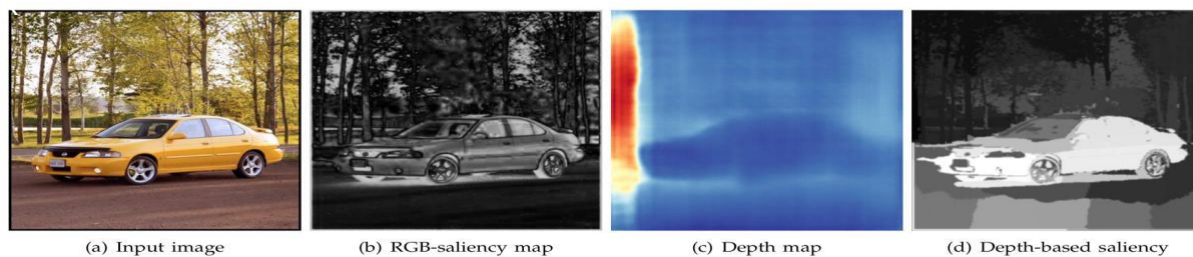 (a) Input image
(b) RGB-saliency map
(c) Depth map
(d) Depth-based saliency